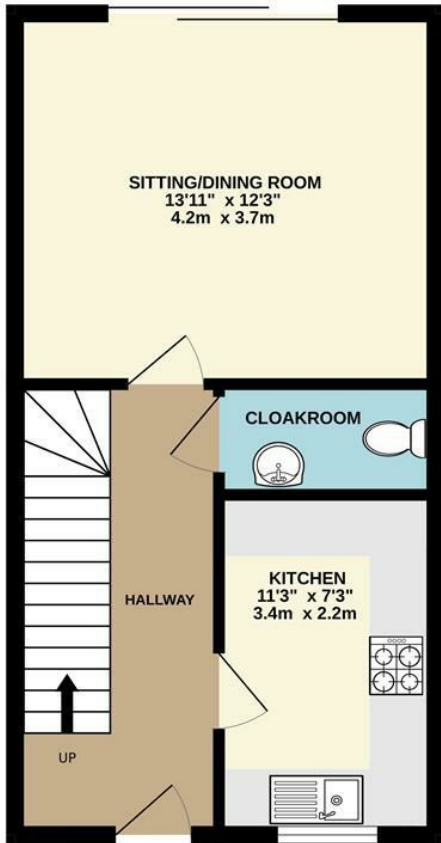 SITTING/DINING ROOM
13'11" x 12'3"
4.2m x 3.7m
CLOAKROOM
KITCHEN
11'3" x 7'3"
3.4m x 2.2m
HALLWAY
UP